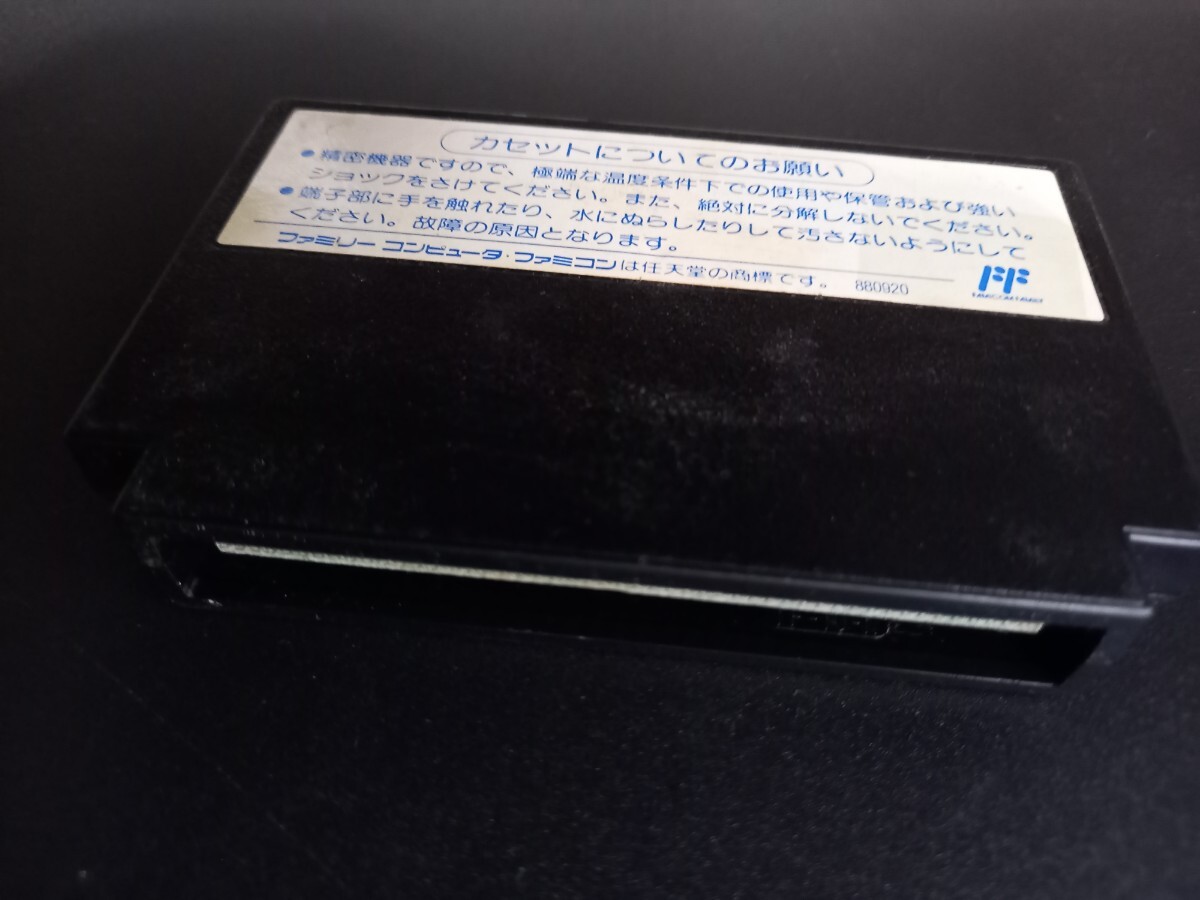 カセットについてのお願い
●精密機器ですので、極端な温度条件下での使用や保管および強い
ショックをさけてください。また、絶対に分解しないでください。
●端子部に手を触れたり、水にぬらしたりして汚さないようにして
ください。故障の原因となります。
ファミリーコンピュータ・ファミコンは任天堂の商標です。 880920
FF